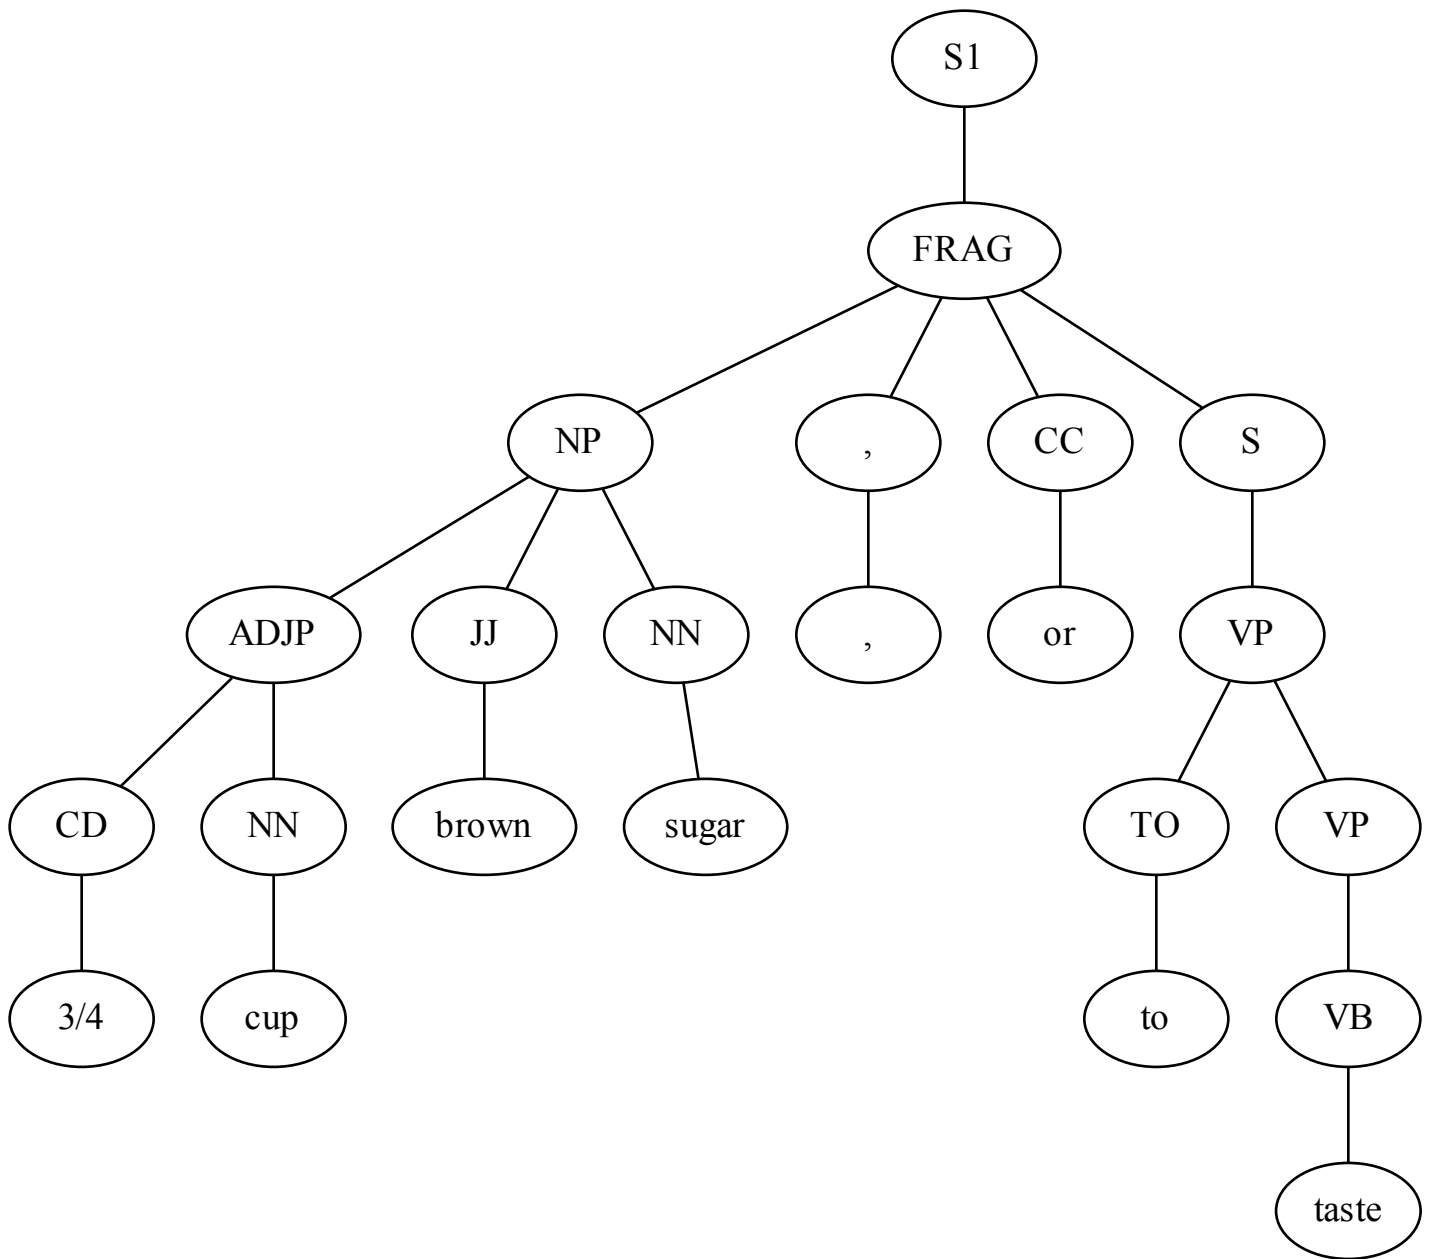 S1
FRAG
NP , CC S
ADJP JJ NN , or VP
CD NN brown sugar TO VP
3/4 cup to VB
taste